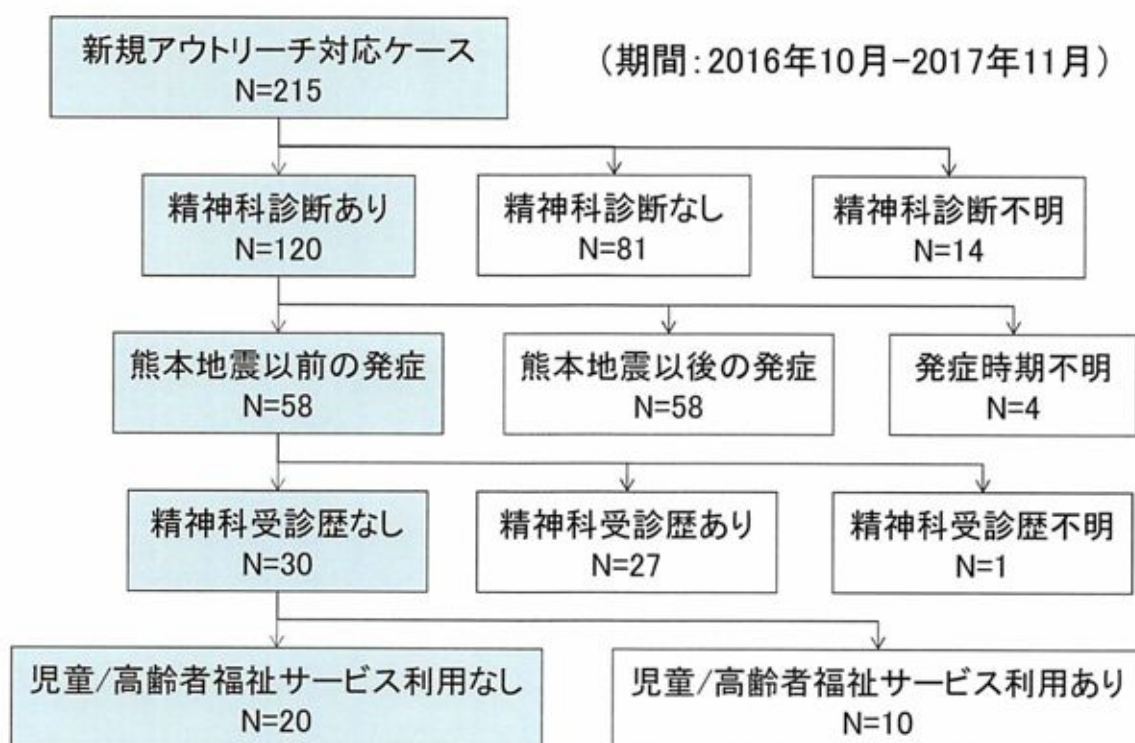 新規アウトリーチ対応ケース
N=215
(期間:2016年10月-2017年11月)
精神科診断あり
N=120
精神科診断なし
N=81
精神科診断不明
N=14
熊本地震以前の発症
N=58
熊本地震以後の発症
N=58
発症時期不明
N=4
精神科受診歴なし
N=30
精神科受診歴あり
N=27
精神科受診歴不明
N=1
児童/高齢者福祉サービス利用なし
N=20
児童/高齢者福祉サービス利用あり
N=10